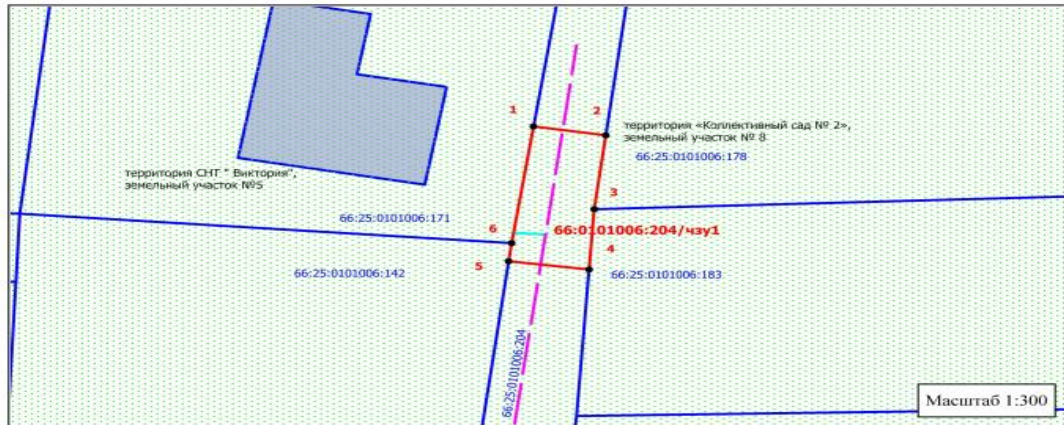 1
2
территория «Коллективный сад № 2»,
земельный участок № 8
66:25:0101006:178
территория СНТ " Виктория",
земельный участок №5
3
66:25:0101006:171
6
66:0101006:204/чзу1
4
5
66:25:0101006:142
66:25:0101006:183
66:25:0101006:204
Масштаб 1:300